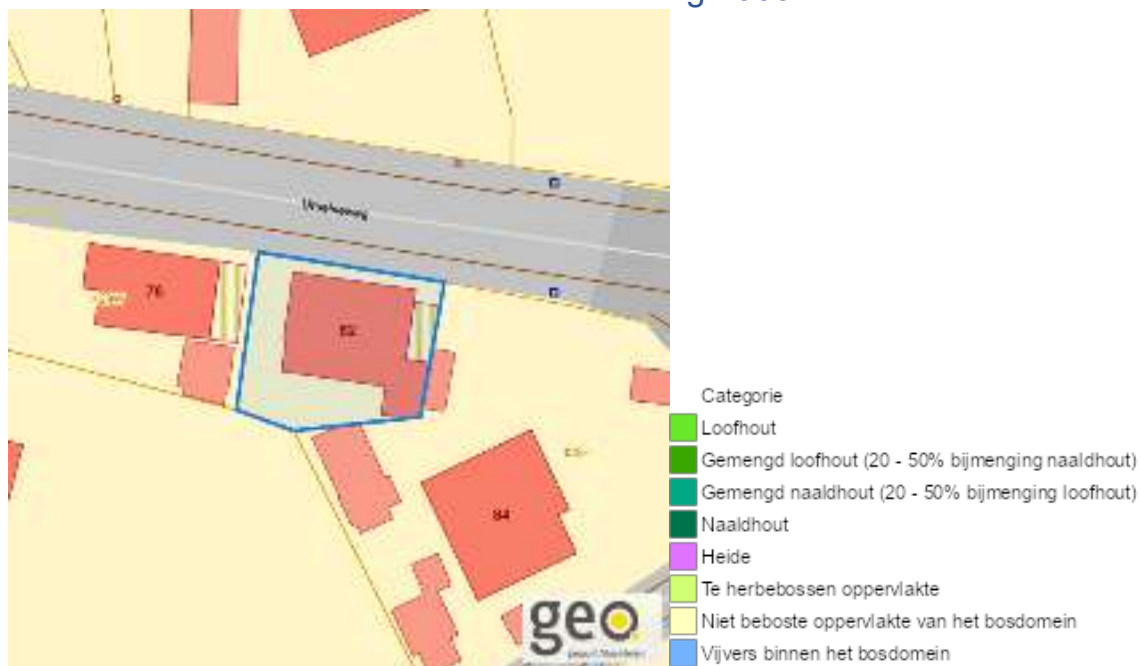 76
82
84
geo
Categorie
Loofhout
Gemengd loofhout (20 - 50% bijmenging naaldhout)
Gemengd naaldhout (20 - 50% bijmenging loofhout)
Naaldhout
Heide
Te herbebossen oppervlakte
Niet beboste oppervlakte van het bosdomein
Vijvers binnen het bosdomein